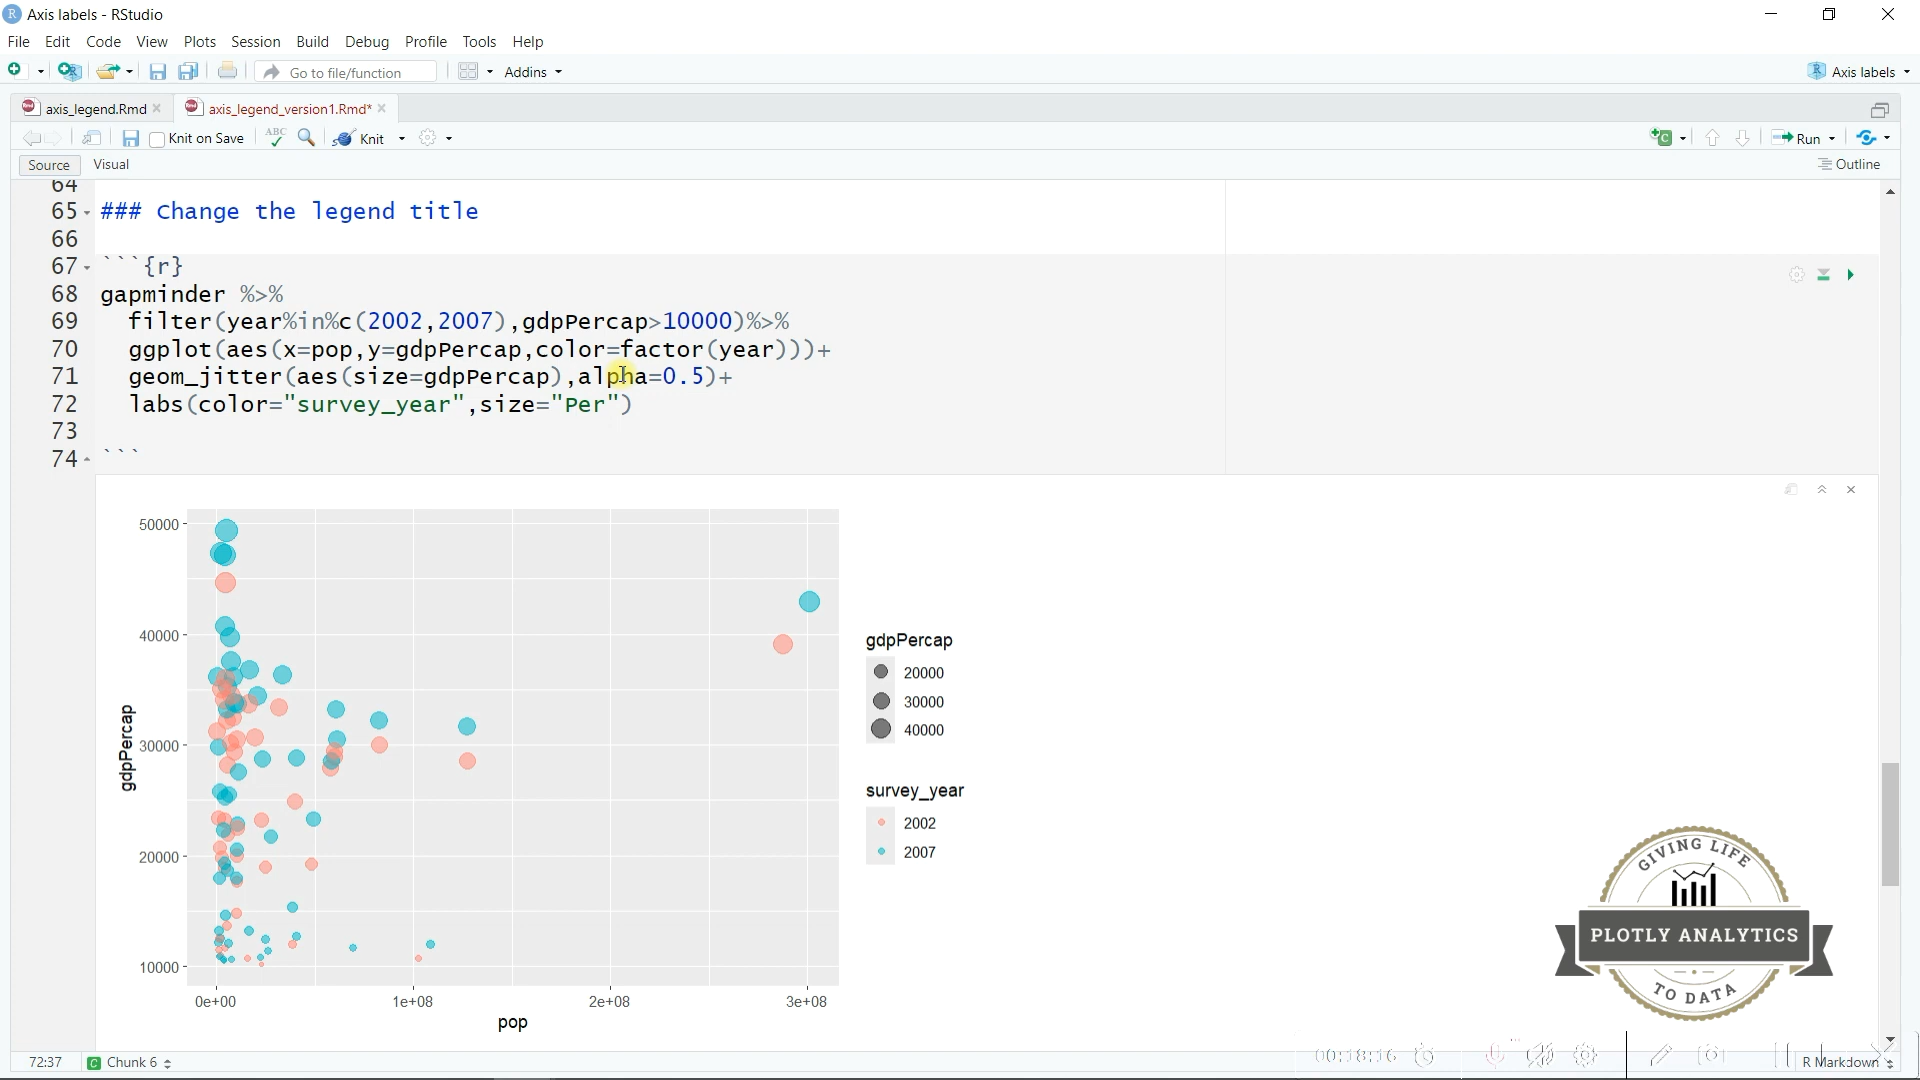 Axis labels - RStudio
File Edit Code View Plots Session Build Debug Profile Tools Help
Go to file/function Addins Axis labels
axis_legend.Rmd axis_legend_version1.Rmd*
Knit on Save ABC Knit Run
Source Visual Outline
64
65 ### Change the legend title
66
67 ```{r}
68 gapminder %>%
69 filter(year%in%c(2002,2007),gdpPercap>10000)%>%
70 ggplot(aes(x=pop,y=gdpPercap,color=factor(year)))+
71 geom_jitter(aes(size=gdpPercap),alpha=0.5)+
72 labs(color="survey_year",size="Per")
73
74 ```
50000
40000
30000
20000
10000
gdpPercap
0e+00 1e+08 2e+08 3e+08
pop
gdpPercap
20000
30000
40000
survey_year
2002
2007
GIVING LIFE
PLOTLY ANALYTICS
TO DATA
72:37 Chunk 6 00:18:16 R Markdown